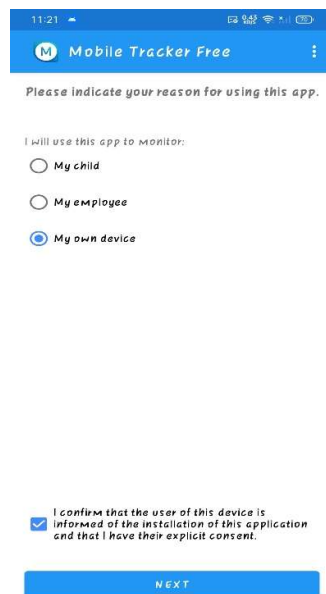 11:21
M Mobile Tracker Free
Please indicate your reason for using this app.
I will use this app to monitor:
My child
My employee
My own device
I confirm that the user of this device is
informed of the installation of this application
and that I have their explicit consent.
NEXT